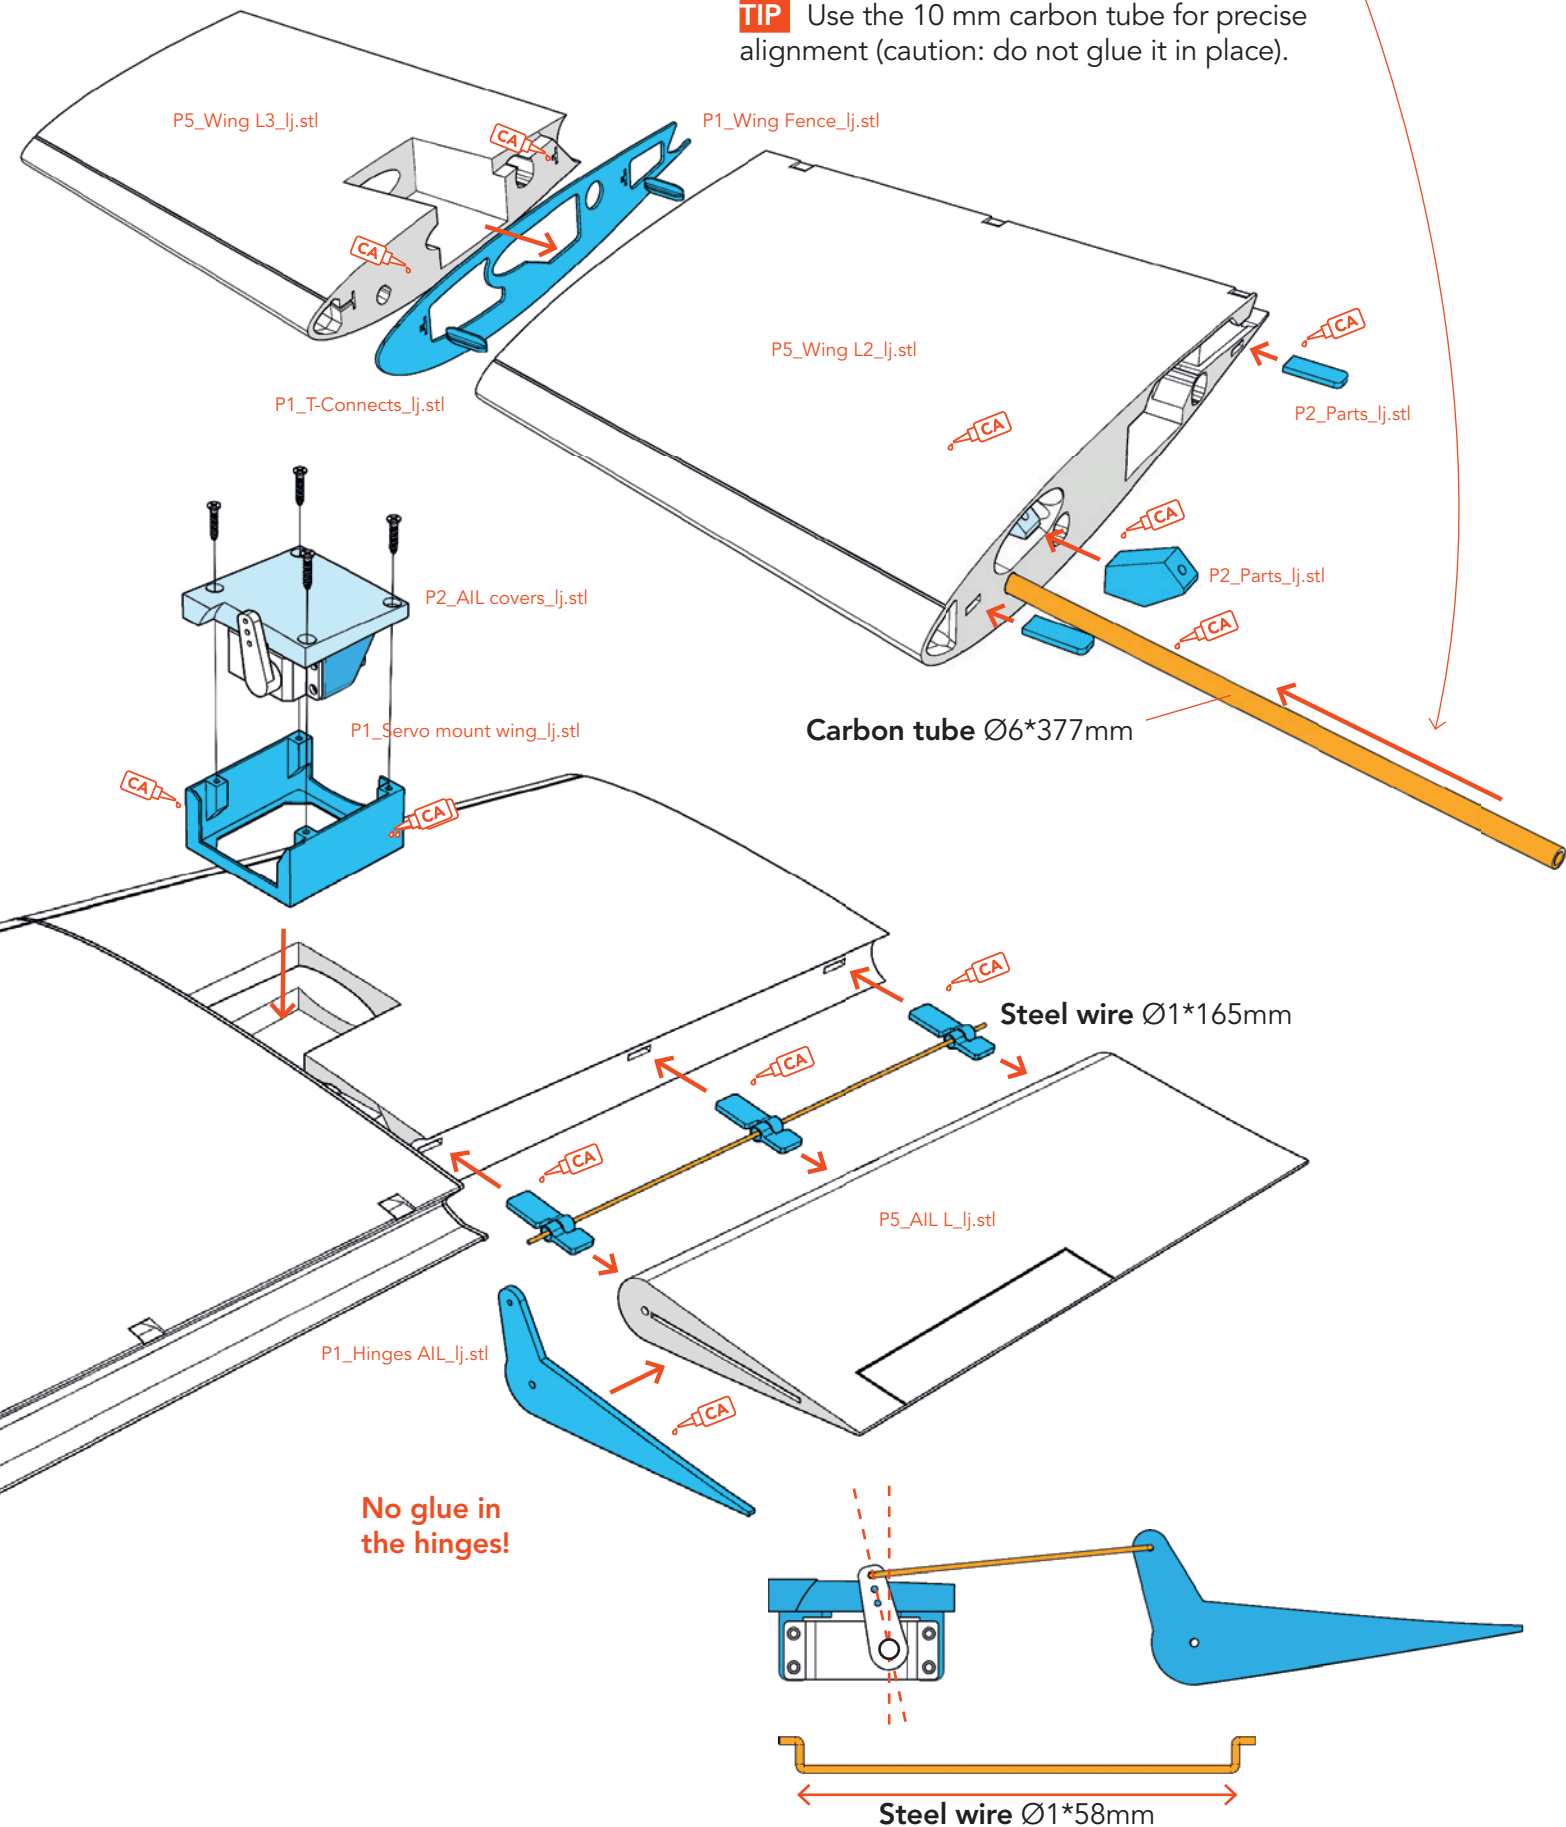 TIP Use the 10 mm carbon tube for precise
alignment (caution: do not glue it in place).
P5_Wing L3_lj.stl
CA
P1_Wing Fence_lj.stl
CA
P5_Wing L2_lj.stl
CA
P1_T-Connects_lj.stl
P2_Parts_lj.stl
CA
CA
P2_Parts_lj.stl
P2_AIL covers_lj.stl
CA
Carbon tube Ø6*377mm
P1_Servo mount wing_lj.stl
CA
CA
CA
Steel wire Ø1*165mm
CA
CA
P5_AIL L_lj.stl
P1_Hinges AIL_lj.stl
CA
No glue in
the hinges!
Steel wire Ø1*58mm